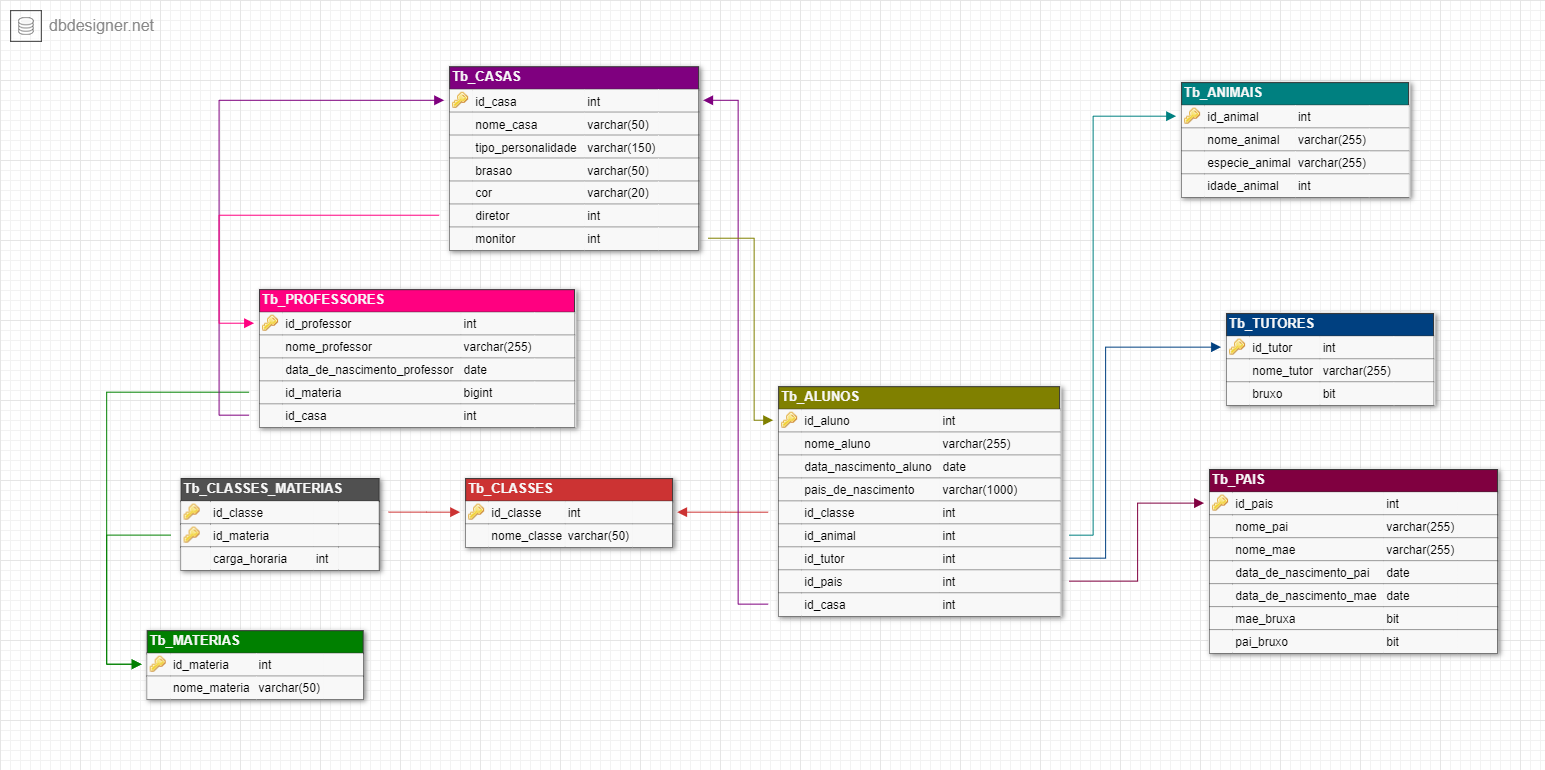 dbdesigner.net
Tb_CASAS
id_casa int
nome_casa varchar(50)
tipo_personalidade varchar(150)
brasao varchar(50)
cor varchar(20)
diretor int
monitor int
Tb_ANIMAIS
id_animal int
nome_animal varchar(255)
especie_animal varchar(255)
idade_animal int
Tb_PROFESSORES
id_professor int
nome_professor varchar(255)
data_de_nascimento_professor date
id_materia bigint
id_casa int
Tb_TUTORES
id_tutor int
nome_tutor varchar(255)
bruxo bit
Tb_ALUNOS
id_aluno int
nome_aluno varchar(255)
data_nascimento_aluno date
pais_de_nascimento varchar(1000)
id_classe int
id_animal int
id_tutor int
id_pais int
id_casa int
Tb_CLASSES_MATERIAS
id_classe
id_materia
carga_horaria int
Tb_CLASSES
id_classe int
nome_classe varchar(50)
Tb_PAIS
id_pais int
nome_pai varchar(255)
nome_mae varchar(255)
data_de_nascimento_pai date
data_de_nascimento_mae date
mae_bruxa bit
pai_bruxo bit
Tb_MATERIAS
id_materia int
nome_materia varchar(50)